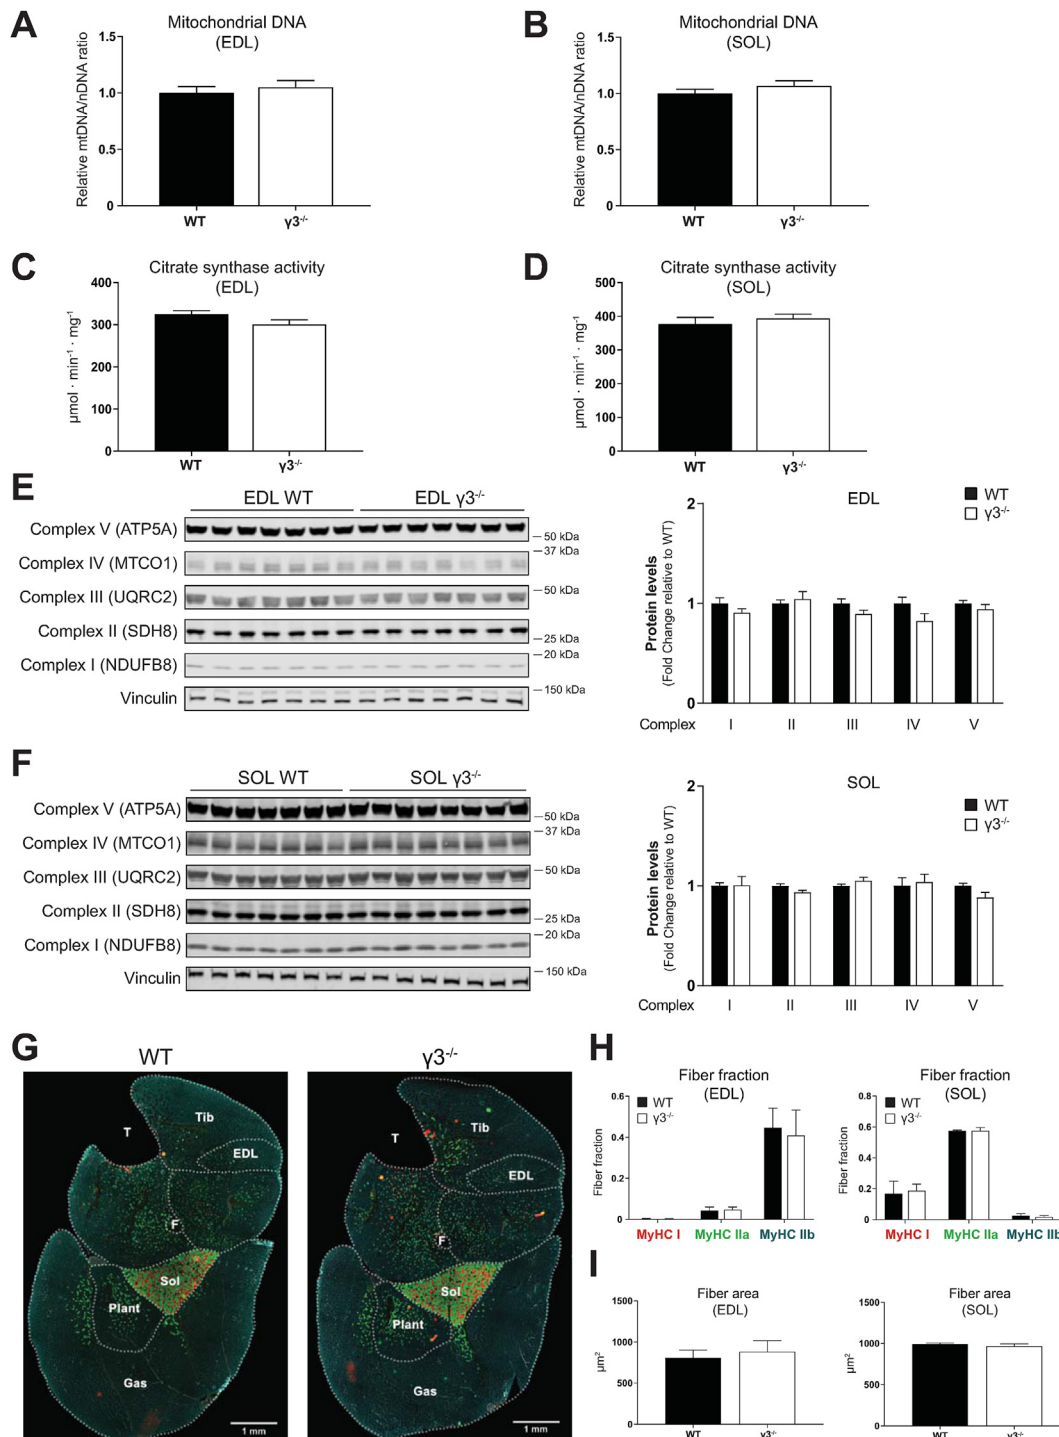 A
Mitochondrial DNA
(EDL)
Relative mtDNA/nDNA ratio
1.5
1.0
0.5
0
WT
γ3-/-
B
Mitochondrial DNA
(SOL)
Relative mtDNA/nDNA ratio
1.5
1.0
0.5
0
WT
γ3-/-
C
Citrate synthase activity
(EDL)
μmol · min-1 · mg-1
400
300
200
100
0
WT
γ3-/-
D
Citrate synthase activity
(SOL)
μmol · min-1 · mg-1
500
400
300
200
100
0
WT
γ3-/-
E
EDL WT
EDL γ3-/-
Complex V (ATP5A)
50 kDa
37 kDa
Complex IV (MTCO1)
Complex III (UQRC2)
50 kDa
Complex II (SDH8)
25 kDa
20 kDa
Complex I (NDUFB8)
150 kDa
Vinculin
EDL
WT
γ3-/-
Protein levels
(Fold Change relative to WT)
2
1
0
Complex I II III IV V
F
SOL WT
SOL γ3-/-
Complex V (ATP5A)
50 kDa
37 kDa
Complex IV (MTCO1)
Complex III (UQRC2)
50 kDa
Complex II (SDH8)
25 kDa
20 kDa
Complex I (NDUFB8)
Vinculin
150 kDa
SOL
WT
γ3-/-
Protein levels
(Fold Change relative to WT)
2
1
0
Complex I II III IV V
G
WT
T
Tib
EDL
F
Sol
Plant
Gas
1 mm
γ3-/-
T
Tib
EDL
F
Sol
Plant
Gas
1 mm
H
Fiber fraction
(EDL)
WT
γ3-/-
Fiber fraction
0.6
0.4
0.2
0
MyHC I MyHC IIa MyHC IIb
Fiber fraction
(SOL)
WT
γ3-/-
Fiber fraction
0.8
0.6
0.4
0.2
0
MyHC I MyHC IIa MyHC IIb
I
Fiber area
(EDL)
μm2
1500
1000
500
0
WT
γ3-/-
Fiber area
(SOL)
μm2
1500
1000
500
0
WT
γ3-/-